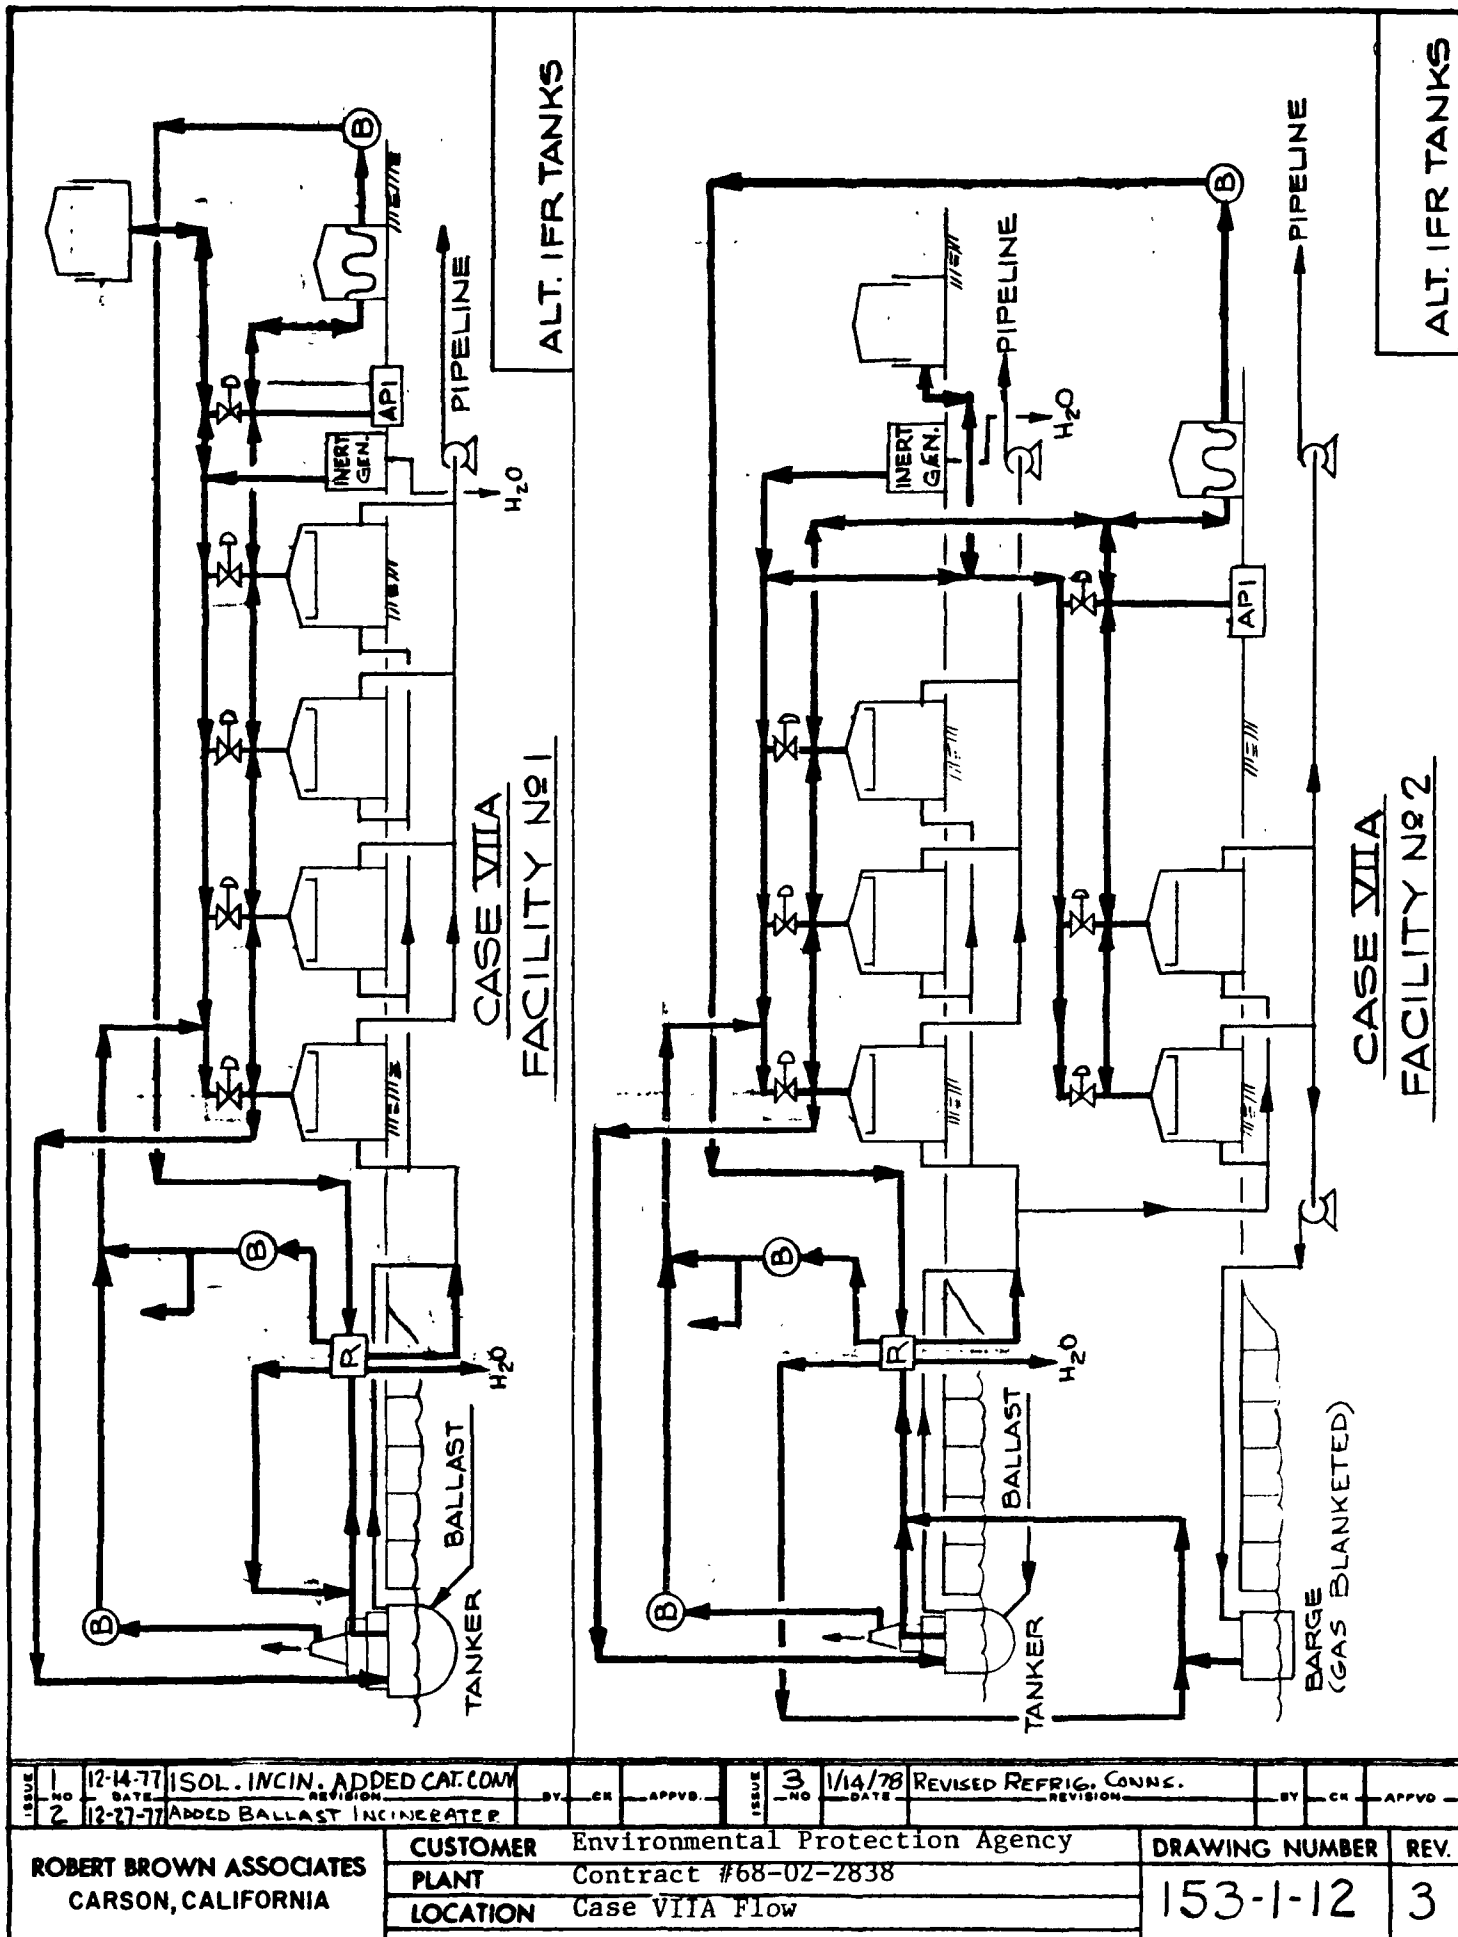 ALT. IFR TANKS
B
PIPELINE
API
INERT
GEN.
H2O
CASE VIIA
FACILITY No 1
B
R
H2O
BALLAST
B
TANKER
ALT. IFR TANKS
PIPELINE
B
PIPELINE
INERT
GEN.
H2O
API
CASE VIIA
FACILITY No 2
B
R
H2O
BALLAST
B
TANKER
BARGE
(GAS BLANKETED)
ISSUE
1 12-14-77 ISOL. INCIN. ADDED CAT. CONV
NO DATE REVISION BY CK APPVD.
2 12-27-77 ADDED BALLAST INCINERATER
ISSUE
3 1/14/78 REVISED REFRIG. CONNS.
NO DATE REVISION BY CK APPVD
ROBERT BROWN ASSOCIATES
CARSON, CALIFORNIA
CUSTOMER Environmental Protection Agency
PLANT Contract #68-02-2838
LOCATION Case VIIA Flow
DRAWING NUMBER REV.
153-1-12 3